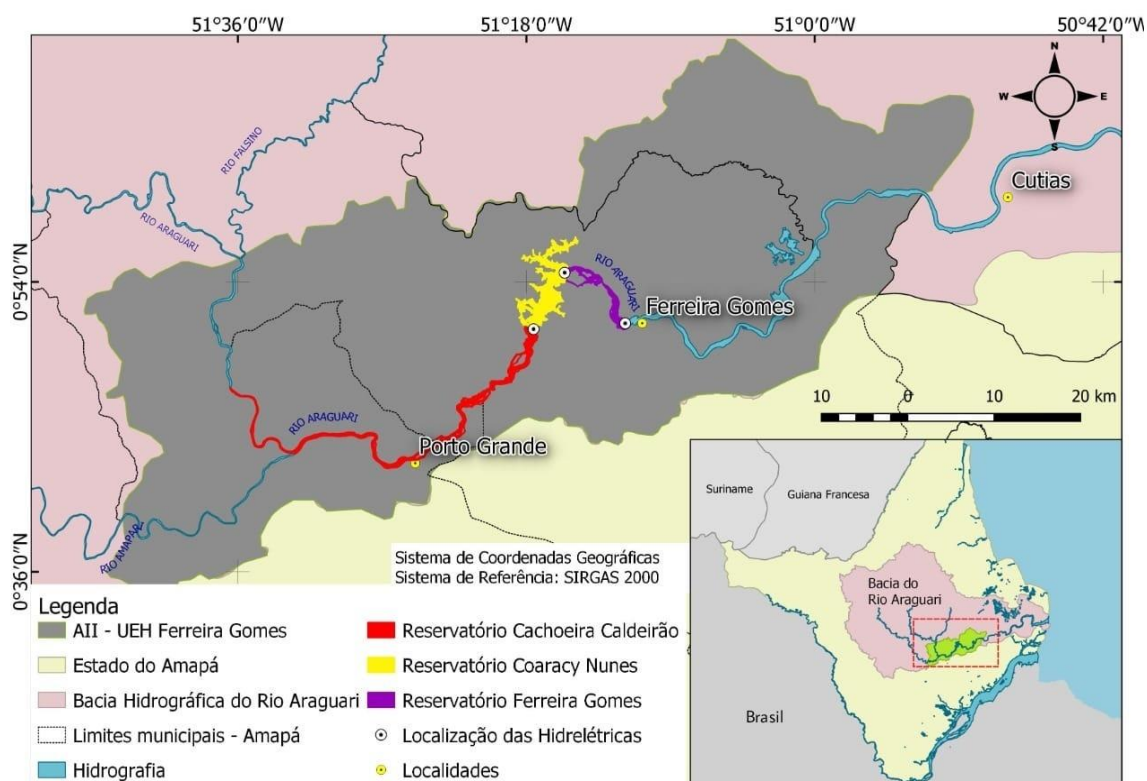 51°36'0"W 51°18'0"W 51°0'0"W 50°42'0"W
N
W E
S
RIO FALSINO
RIO ARAGUARI
Cutias
0°54'0"N
RIO ARAGUARI
Ferreira Gomes
10 0 10 20 km
RIO ARAGUARI
Porto Grande
RIO AMAPARI
0°36'0"N
Sistema de Coordenadas Geográficas
Sistema de Referência: SIRGAS 2000
Legenda
AII - UEH Ferreira Gomes
Estado do Amapá
Bacia Hidrográfica do Rio Araguari
Limites municipais - Amapá
Hidrografia
Reservatório Cachoeira Caldeirão
Reservatório Coaracy Nunes
Reservatório Ferreira Gomes
Localização das Hidrelétricas
Localidades
Suriname
Guiana Francesa
Bacia do
Rio Araguari
Brasil